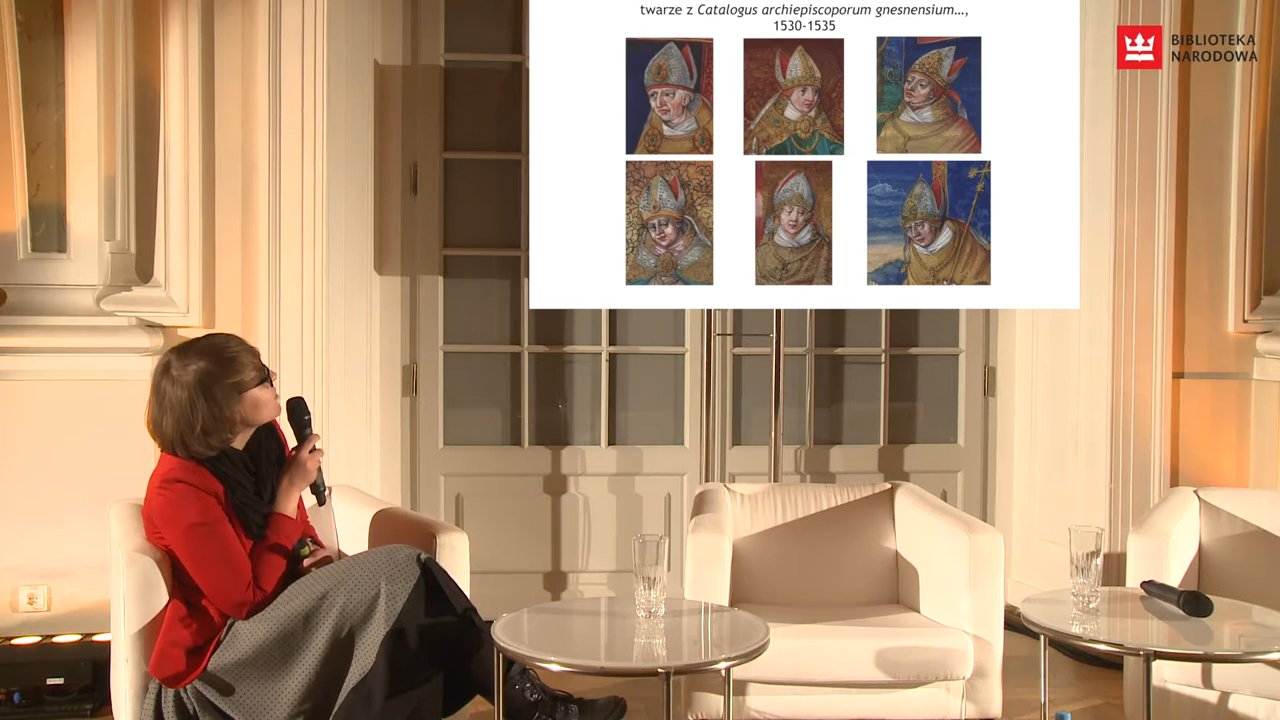 twarze z Catalogus archiepiscoporum gnesnensium...,
1530-1535
BIBLIOTEKA
NARODOWA